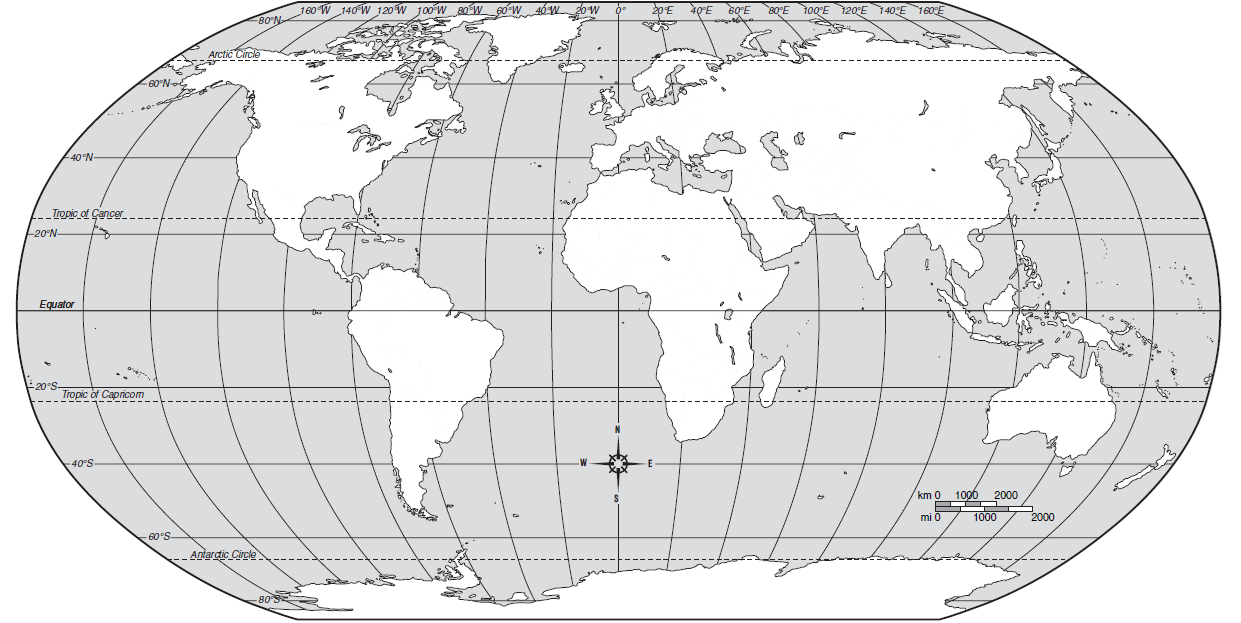 160°W 140°W 120°W 100°W 80°W 60°W 40°W 20°W 0° 20°E 40°E 60°E 80°E 100°E 120°E 140°E 160°E
80°N
Arctic Circle
60°N
40°N
Tropic of Cancer
20°N
Equator
20°S
Tropic of Capricorn
N
W E
S
40°S
km 0 1000 2000
mi 0 1000 2000
60°S
Antarctic Circle
80°S